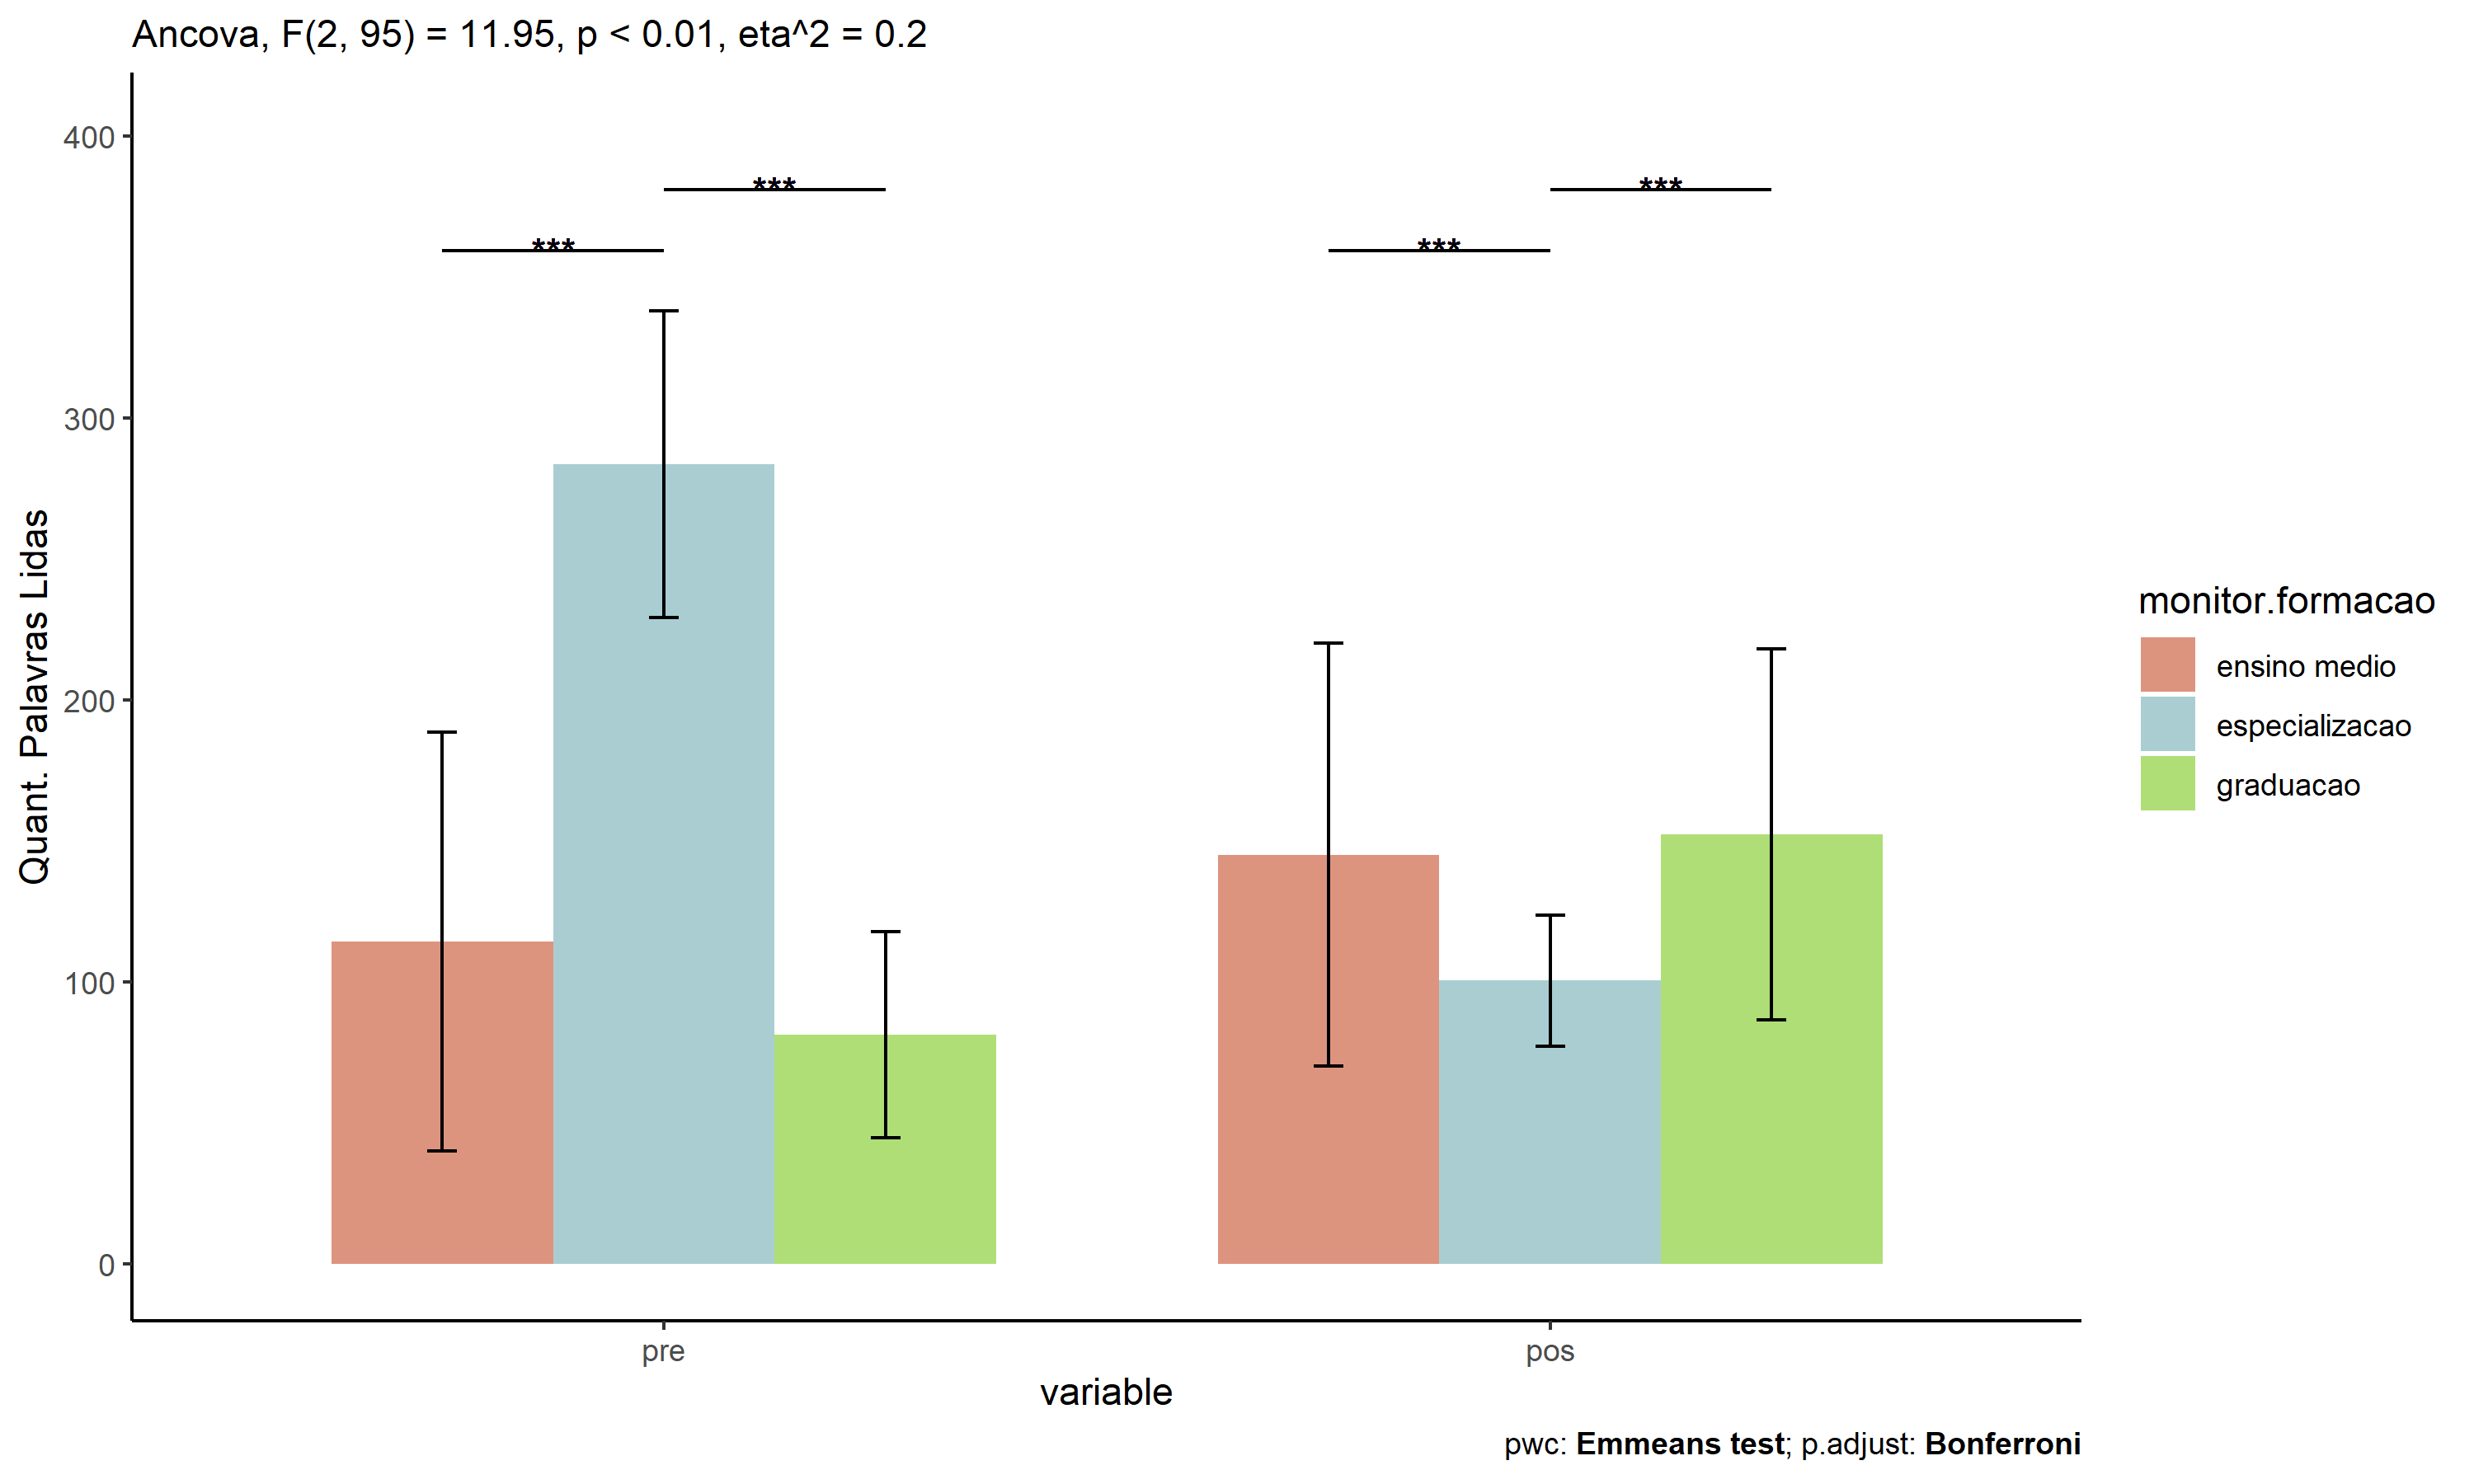 Ancova, F(2, 95) = 11.95, p < 0.01, eta^2 = 0.2
Quant. Palavras Lidas
400
300
200
100
0
***
***
***
***
pre
pos
variable
monitor.formacao
ensino medio
especializacao
graduacao
pwc: Emmeans test; p.adjust: Bonferroni